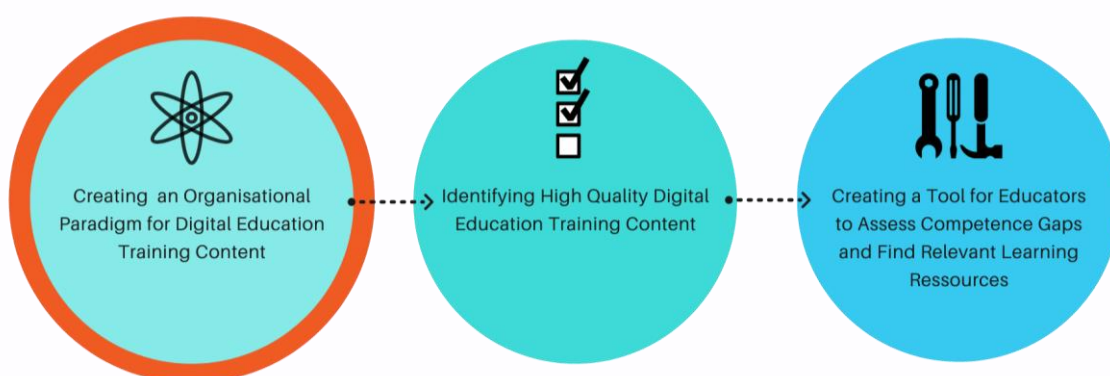 Creating an Organisational
Paradigm for Digital Education
Training Content
Identifying High Quality Digital
Education Training Content
Creating a Tool for Educators
to Assess Competence Gaps
and Find Relevant Learning
Ressources